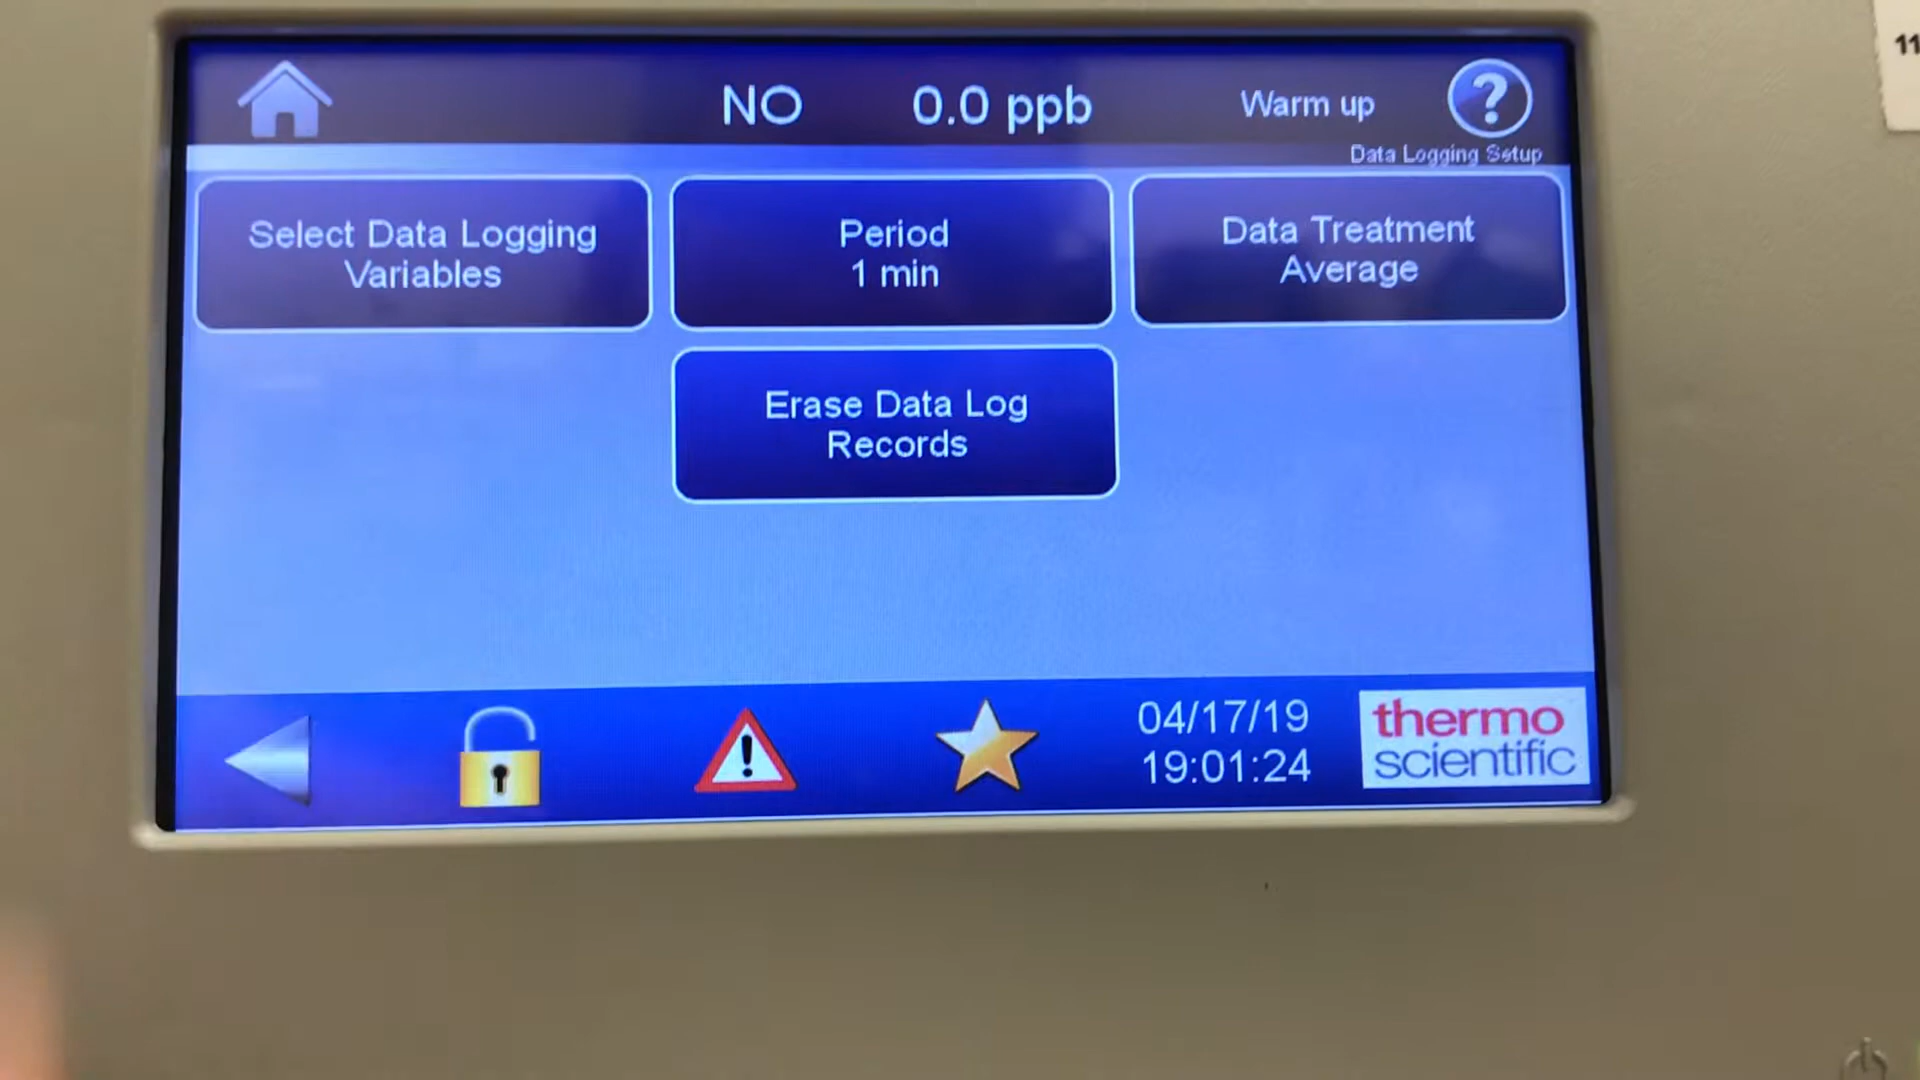 NO 0.0 ppb Warm up
?
Data Logging Setup
Select Data Logging
Variables
Period
1 min
Data Treatment
Average
Erase Data Log
Records
!
04/17/19
19:01:24
thermo
scientific
11